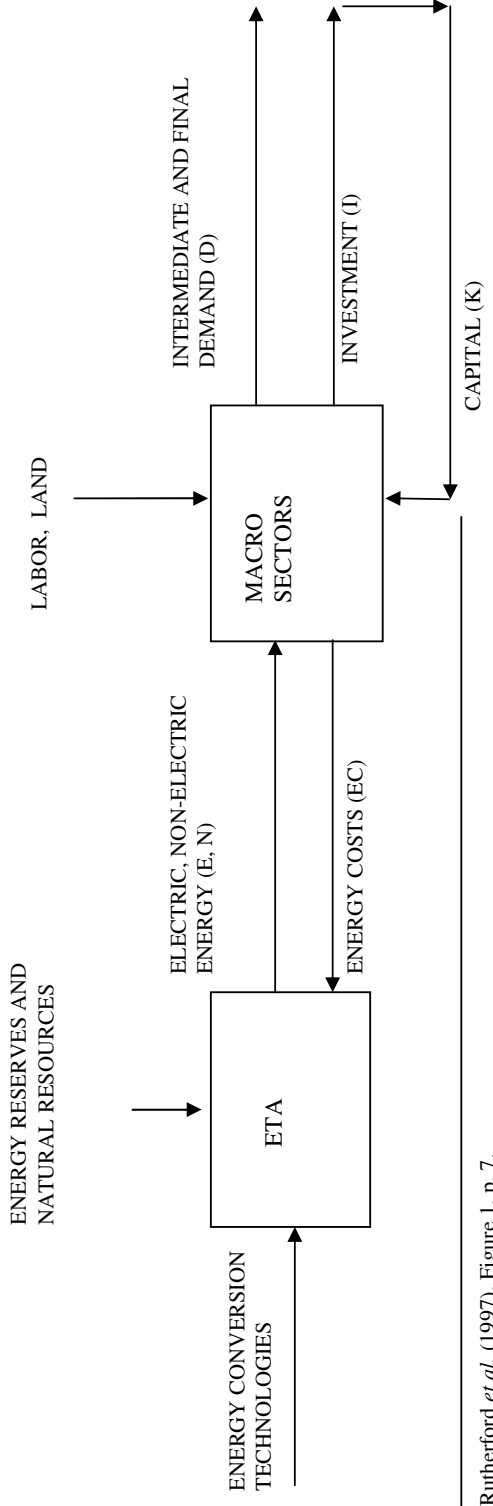 ENERGY RESERVES AND
NATURAL RESOURCES
LABOR, LAND
ENERGY CONVERSION
TECHNOLOGIES
ETA
ELECTRIC, NON-ELECTRIC
ENERGY (E, N)
ENERGY COSTS (EC)
MACRO
SECTORS
INTERMEDIATE AND FINAL
DEMAND (D)
INVESTMENT (I)
CAPITAL (K)
Rutherford et al. (1997), Figure 1, p. 7.